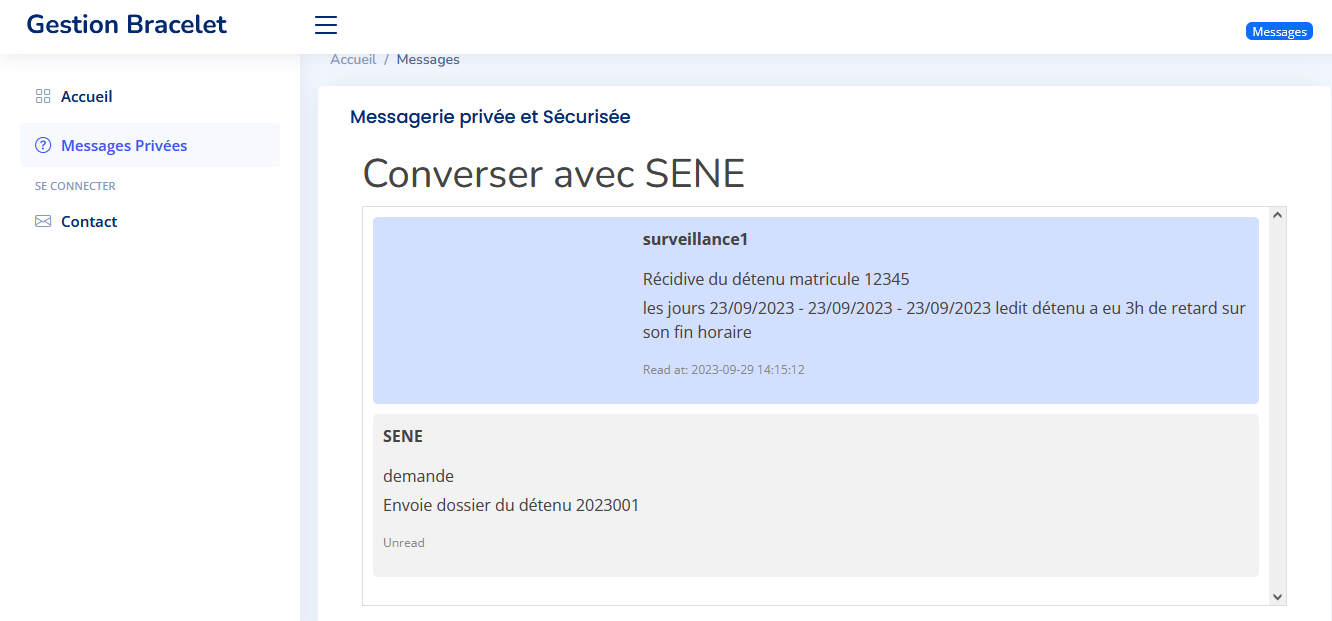 Gestion Bracelet
Messages
Accueil / Messages
Accueil
Messages Privées
SE CONNECTER
Contact
Messagerie privée et Sécurisée
Converser avec SENE
surveillance1
Récidive du détenu matricule 12345
les jours 23/09/2023 - 23/09/2023 - 23/09/2023 ledit détenu a eu 3h de retard sur
son fin horaire
Read at: 2023-09-29 14:15:12
SENE
demande
Envoie dossier du détenu 2023001
Unread